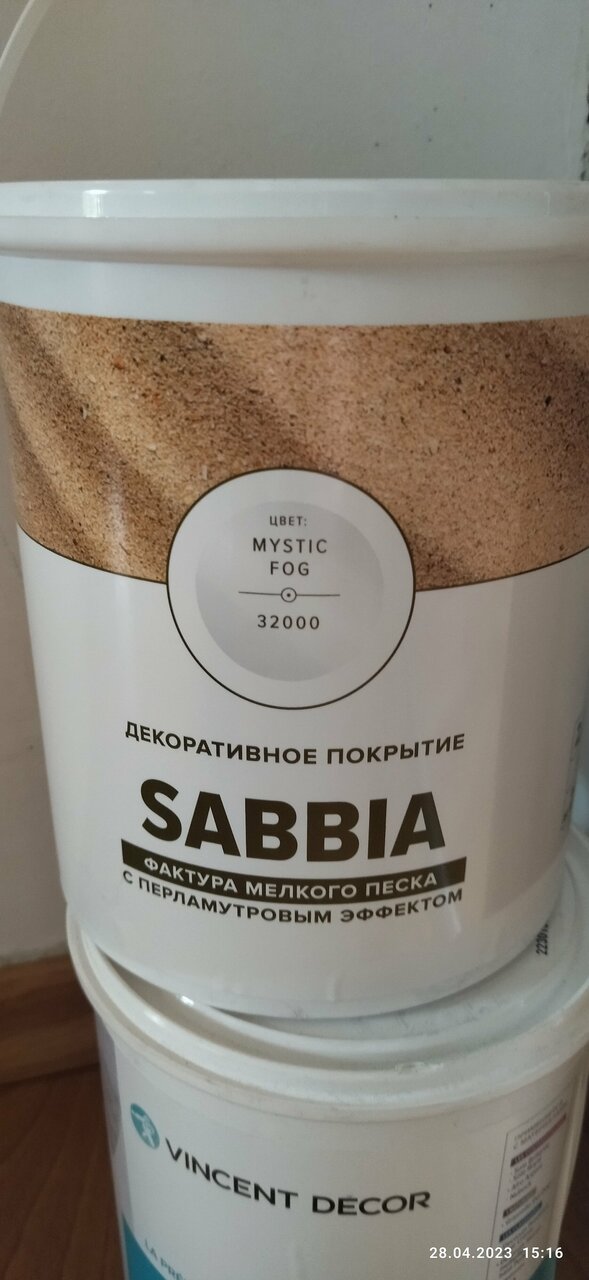 ЦВЕТ:
MYSTIC
FOG
32000
ДЕКОРАТИВНОЕ ПОКРЫТИЕ
SABBIA
ФАКТУРА МЕЛКОГО ПЕСКА
С ПЕРЛАМУТРОВЫМ ЭФФЕКТОМ
VINCENT DECOR
28.04.2023 15:16